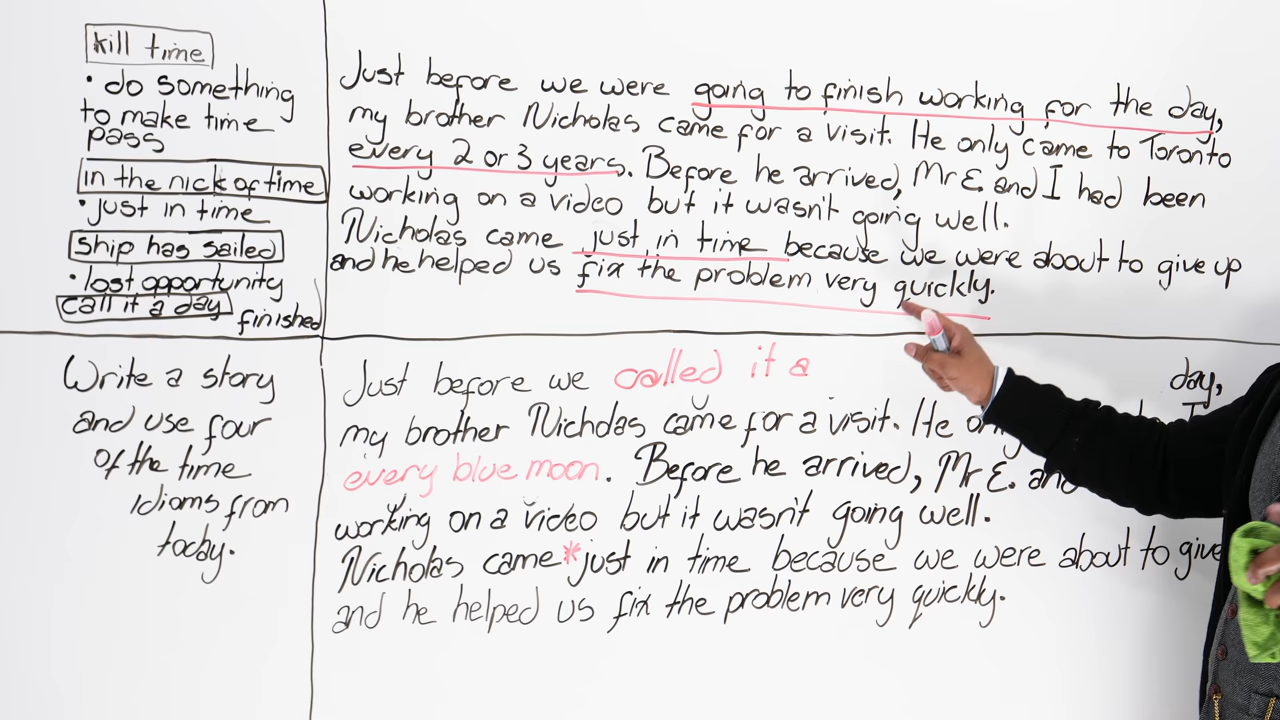 kill time
• do something
to make time
pass
in the nick of time
• just in time
ship has sailed
• lost opportunity
call it a day finished
Just before we were going to finish working for the day,
my brother Nicholas came for a visit. He only came to Toronto
every 2 or 3 years. Before he arrived, Mr E. and I had been
working on a video but it wasn't going well.
Nicholas came just in time because we were about to give up
and he helped us fix the problem very quickly.
Write a story
and use four
of the time
idioms from
today.
Just before we called it a day,
my brother Nicholas came for a visit. He
every blue moon. Before he arrived, Mr E. and
working on a video but it wasn't going well.
Nicholas came * just in time because we were about to give
and he helped us fix the problem very quickly.